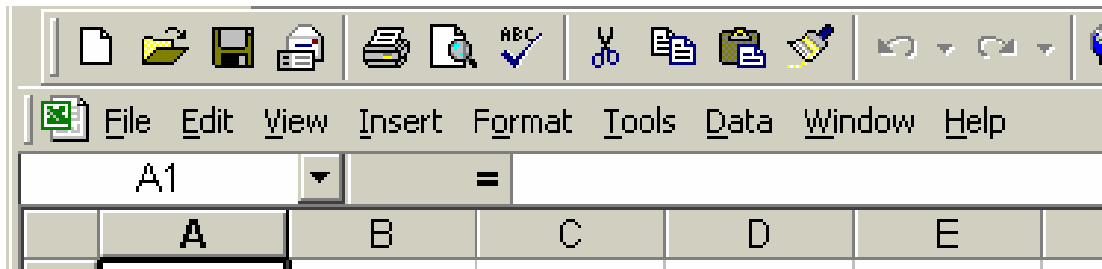 ABC
File Edit View Insert Format Tools Data Window Help
A1 =
A B C D E